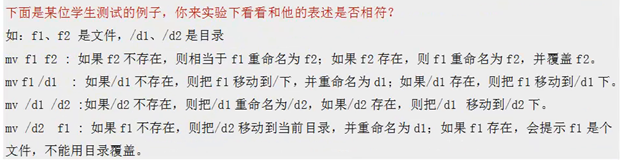 下面是某位学生测试的例子，你来实验下看看和他的表述是否相符？
如：f1、f2 是文件，/d1、/d2 是目录
mv f1 f2 : 如果 f2 不存在，则相当于 f1 重命名为 f2；如果 f2 存在，则 f1 重命名为 f2，并覆盖 f2。
mv f1 /d1 : 如果/d1 不存在，则把 f1 移动到/下，并重命名为 d1；如果/d1 存在，则把 f1 移动到/d1 下。
mv /d1 /d2 :如果/d2 不存在，则把/d1 重命名为/d2，如果/d2 存在，则把/d1 移动到/d2 下。
mv /d2 f1 : 如果 f1 不存在，则把/d2 移动到当前目录，并重命名为 d1；如果 f1 存在，会提示 f1 是个
文件，不能用目录覆盖。